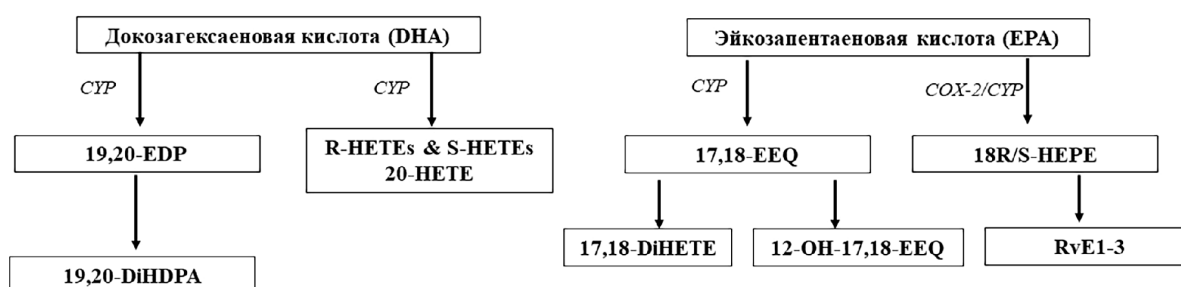 Докозагексаеновая кислота (DHA)
CYP
CYP
19,20-EDP
R-HETEs & S-HETEs
20-HETE
19,20-DiHDPA
Эйкозапентаеновая кислота (EPA)
CYP
COX-2/CYP
17,18-EEQ
18R/S-HEPE
17,18-DiHETE
12-OH-17,18-EEQ
RvE1-3